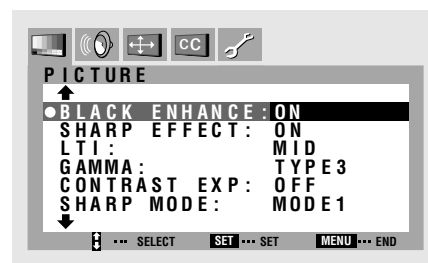 CC
PICTURE
BLACK ENHANCE: ON
SHARP EFFECT: ON
LTI: MID
GAMMA: TYPE3
CONTRAST EXP: OFF
SHARP MODE: MODE1
SELECT SET SET MENU END